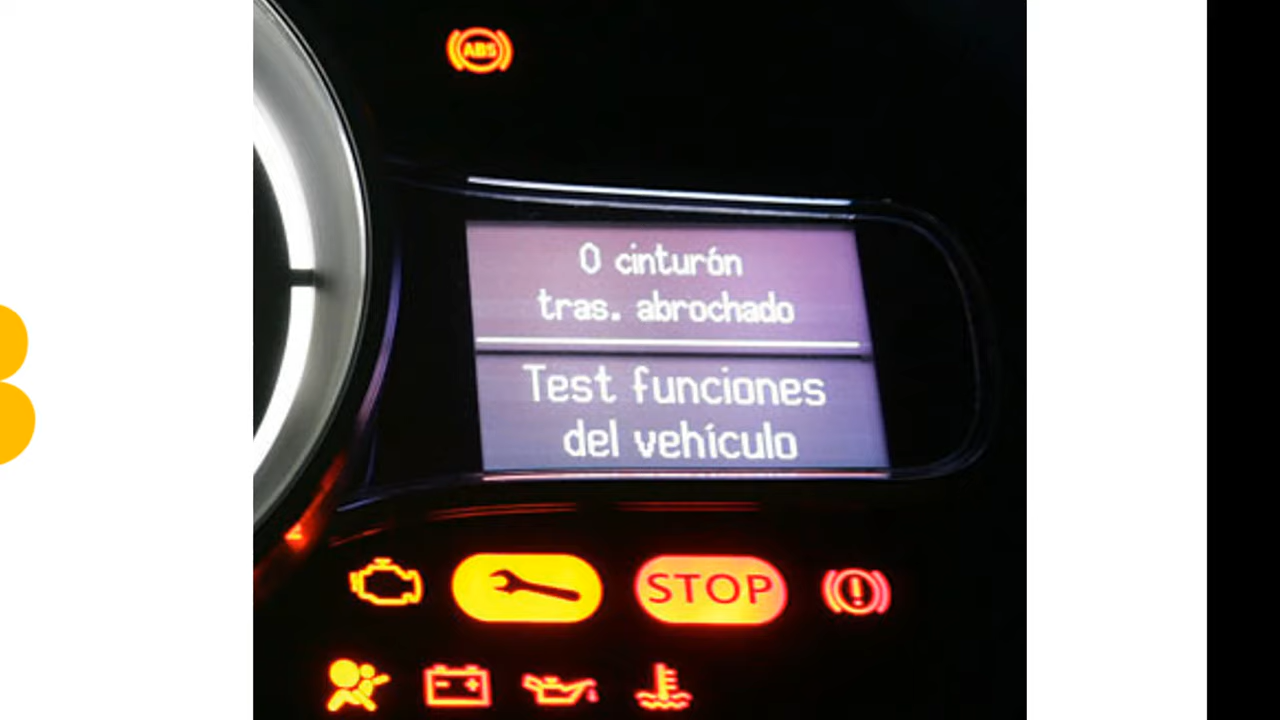 ABS
0 cinturón
tras. abrochado
Test funciones
del vehículo
STOP